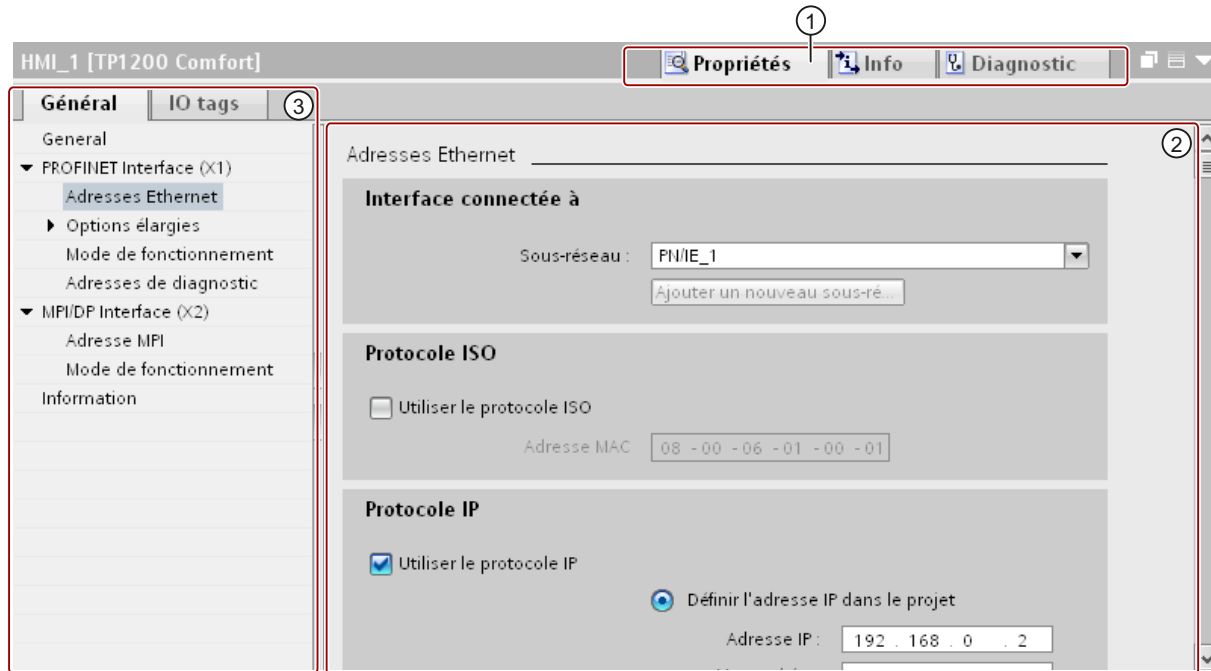 1
HMI_1 [TP1200 Comfort]
Propriétés
Info
Diagnostic
Général
IO tags
3
General
PROFINET Interface (X1)
Adresses Ethernet
Options élargies
Mode de fonctionnement
Adresses de diagnostic
MPI/DP Interface (X2)
Adresse MPI
Mode de fonctionnement
Information
2
Adresses Ethernet
Interface connectée à
Sous-réseau : PN/IE_1
Ajouter un nouveau sous-ré...
Protocole ISO
Utiliser le protocole ISO
Adresse MAC 08 - 00 - 06 - 01 - 00 - 01
Protocole IP
Utiliser le protocole IP
Définir l'adresse IP dans le projet
Adresse IP : 192 . 168 . 0 . 2